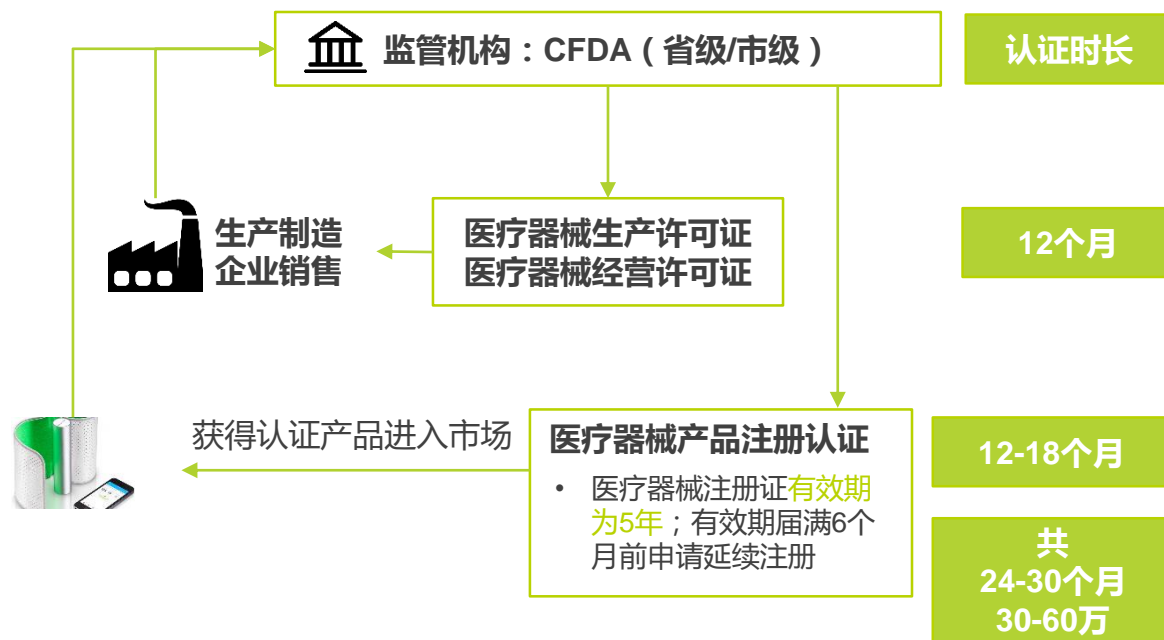 监管机构：CFDA（省级/市级）
认证时长
生产制造
企业销售
医疗器械生产许可证
医疗器械经营许可证
12个月
获得认证产品进入市场
医疗器械产品注册认证
• 医疗器械注册证有效期
为5年；有效期届满6个
月前申请延续注册
12-18个月
共
24-30个月
30-60万